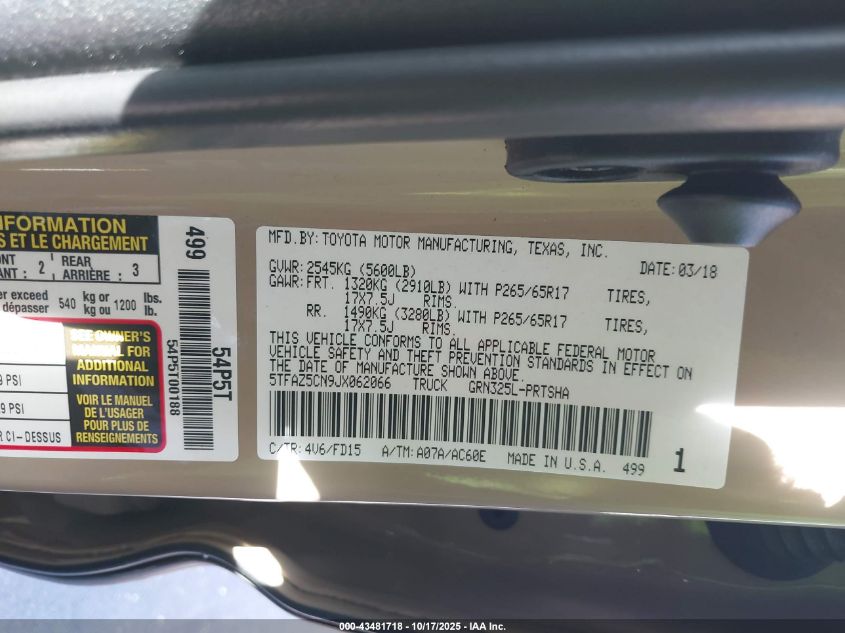 INFORMATION
ET LE CHARGEMENT
2 REAR 3
ANT : ARRIÈRE :
exceed 540 kg or 1200 lbs.
dépasser kg ou lb.
SEE OWNER'S
MANUAL FOR
ADDITIONAL
INFORMATION
PSI
9 PSI
VOIR LE MANUEL
DE L'USAGER
POUR PLUS DE
RENSEIGNEMENTS
CI-DESSUS
499
54P5T
54P5T00188
MFD.BY:TOYOTA MOTOR MANUFACTURING, TEXAS, INC.
GVWR:2545KG (5600LB) DATE:03/18
GAWR:FRT. 1320KG (2910LB) WITH P265/65R17 TIRES,
17X7.5J RIMS.
RR. 1490KG (3280LB) WITH P265/65R17 TIRES,
17X7.5J RIMS.
THIS VEHICLE CONFORMS TO ALL APPLICABLE FEDERAL MOTOR
VEHICLE SAFETY AND THEFT PREVENTION STANDARDS IN EFFECT
ON THE DATE OF MANUFACTURE SHOWN ABOVE.
5TFAZ5CN9JX062066 TRUCK GRN325L-PRTSHA
C/TR:4V6/FD15 A/TM:A07A/AC60E MADE IN U.S.A. 499 1
000-43481718 - 10/17/2025 - IAA Inc.